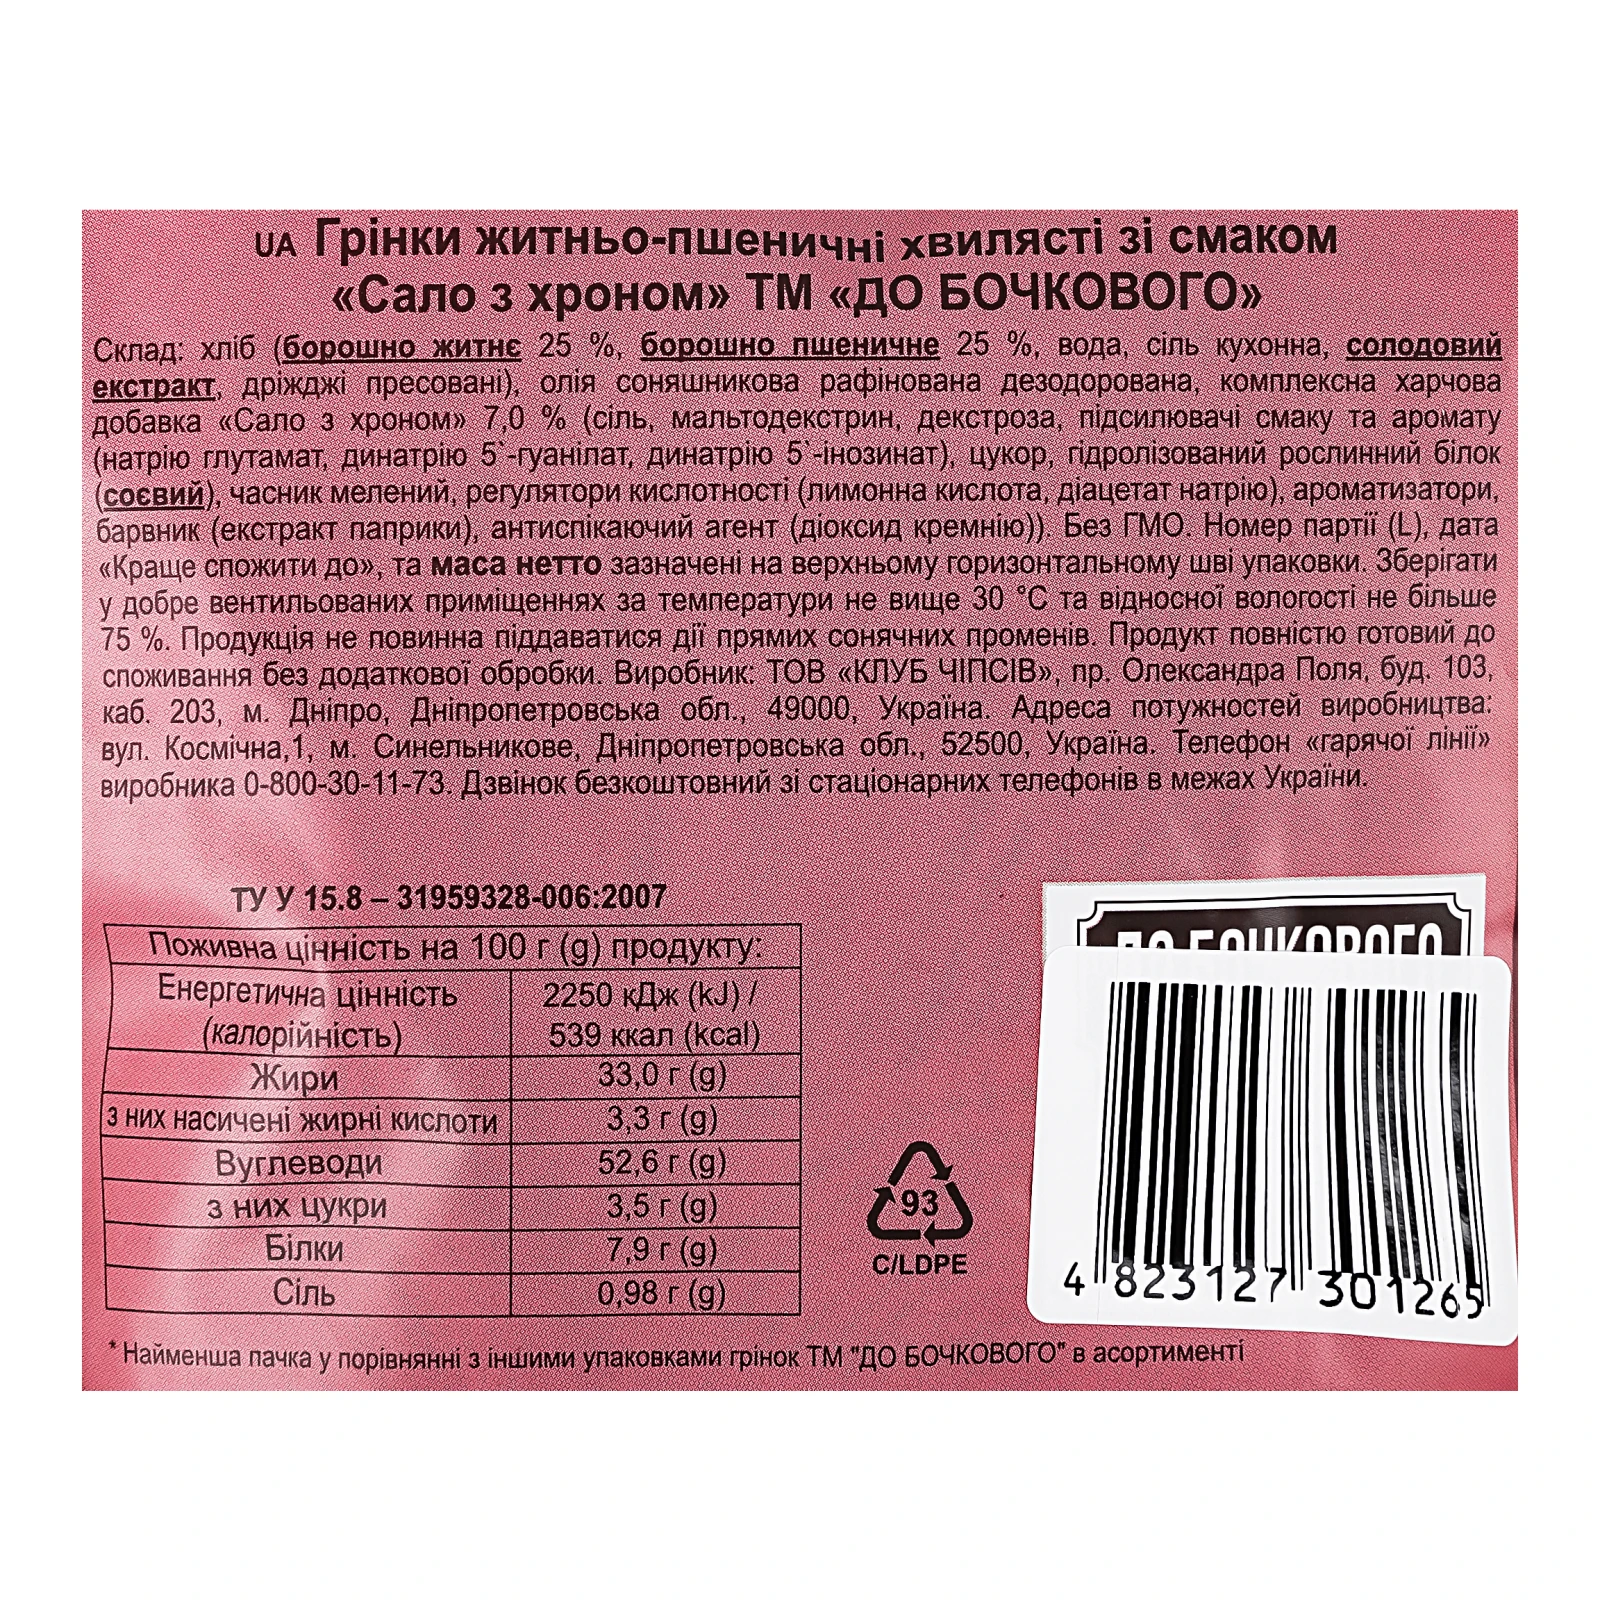 UA Грінки житньо-пшеничні хвилясті зі смаком
«Сало з хроном» ТМ «ДО БОЧКОВОГО»
Склад: хліб (борошно житнє 25 %, борошно пшеничне 25 %, вода, сіль кухонна, солодовий
екстракт, дріжджі пресовані), олія соняшникова рафінована дезодорована, комплексна харчова
добавка «Сало з хроном» 7,0 % (сіль, мальтодекстрин, декстроза, підсилювачі смаку та аромату
(натрію глутамат, динатрію 5`-гуанілат, динатрію 5`-інозинат), цукор, гідролізований рослинний білок
(соєвий), часник мелений, регулятори кислотності (лимонна кислота, діацетат натрію), ароматизатори,
барвник (екстракт паприки), антиспікаючий агент (діоксид кремнію)). Без ГМО. Номер партії (L), дата
«Краще спожити до», та маса нетто зазначені на верхньому горизонтальному шві упаковки. Зберігати
у добре вентильованих приміщеннях за температури не вище 30 °С та відносної вологості не більше
75 %. Продукція не повинна піддаватися дії прямих сонячних променів. Продукт повністю готовий до
споживання без додаткової обробки. Виробник: ТОВ «КЛУБ ЧІПСІВ», пр. Олександра Поля, буд. 103,
каб. 203, м. Дніпро, Дніпропетровська обл., 49000, Україна. Адреса потужностей виробництва:
вул. Космічна,1, м. Синельникове, Дніпропетровська обл., 52500, Україна. Телефон «гарячої лінії»
виробника 0-800-30-11-73. Дзвінок безкоштовний зі стаціонарних телефонів в межах України.
ТУ У 15.8 – 31959328-006:2007
Поживна цінність на 100 г (g) продукту:
Енергетична цінність (калорійність) 2250 кДж (kJ) / 539 ккал (kcal)
Жири 33,0 г (g)
з них насичені жирні кислоти 3,3 г (g)
Вуглеводи 52,6 г (g)
з них цукри 3,5 г (g)
Білки 7,9 г (g)
Сіль 0,98 г (g)
93
C/LDPE
ДО БОЧКОВОГО
4 823127 301265
* Найменша пачка у порівнянні з іншими упаковками грінок ТМ "ДО БОЧКОВОГО" в асортименті